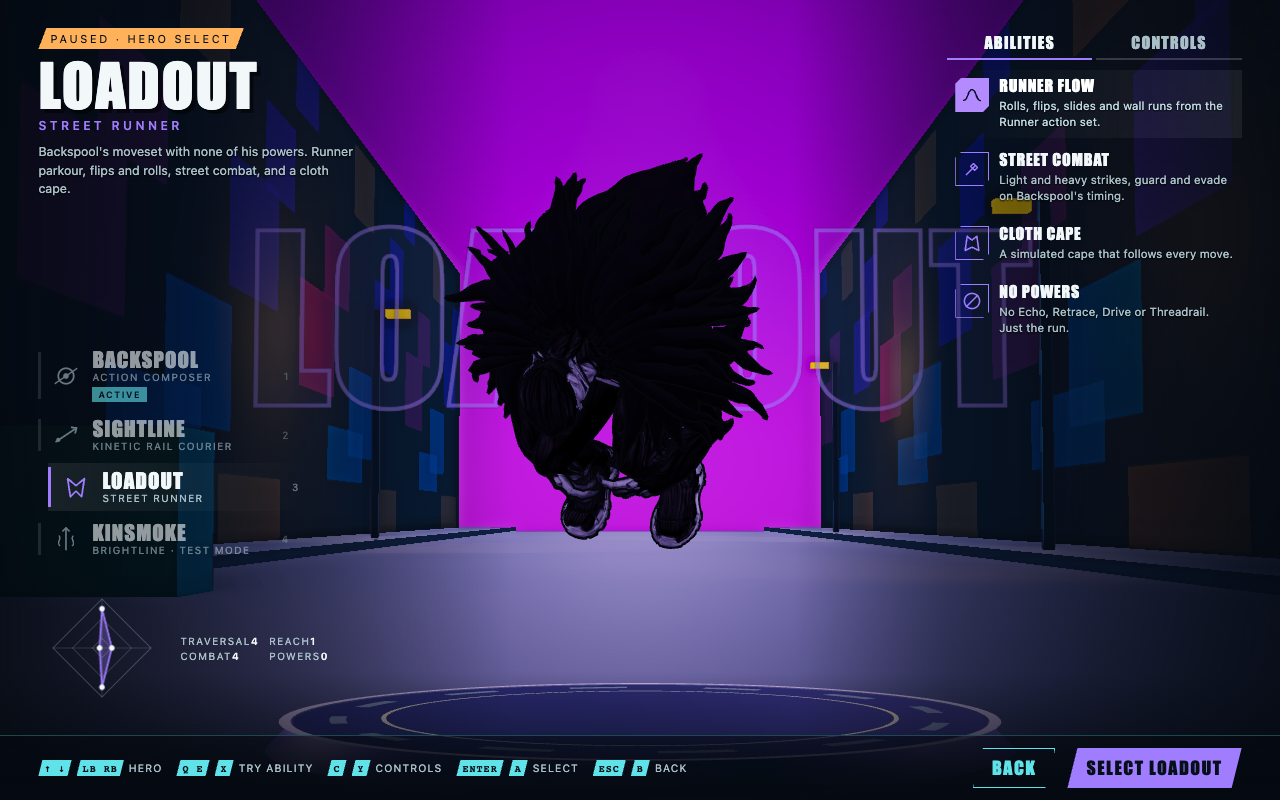 PAUSED · HERO SELECT
LOADOUT
STREET RUNNER
Backspool's moveset with none of his powers. Runner
parkour, flips and rolls, street combat, and a cloth
cape.
LOADOUT
BACKSPOOL
ACTION COMPOSER
ACTIVE
1
SIGHTLINE
KINETIC RAIL COURIER
2
LOADOUT
STREET RUNNER
3
KINSMOKE
BRIGHTLINE · TEST MODE
4
TRAVERSAL4 REACH1
COMBAT4 POWERS0
ABILITIES CONTROLS
RUNNER FLOW
Rolls, flips, slides and wall runs from the
Runner action set.
STREET COMBAT
Light and heavy strikes, guard and evade
on Backspool's timing.
CLOTH CAPE
A simulated cape that follows every move.
NO POWERS
No Echo, Retrace, Drive or Threadrail.
Just the run.
↑ ↓ LB RB HERO Q E X TRY ABILITY C Y CONTROLS ENTER A SELECT ESC B BACK
BACK
SELECT LOADOUT